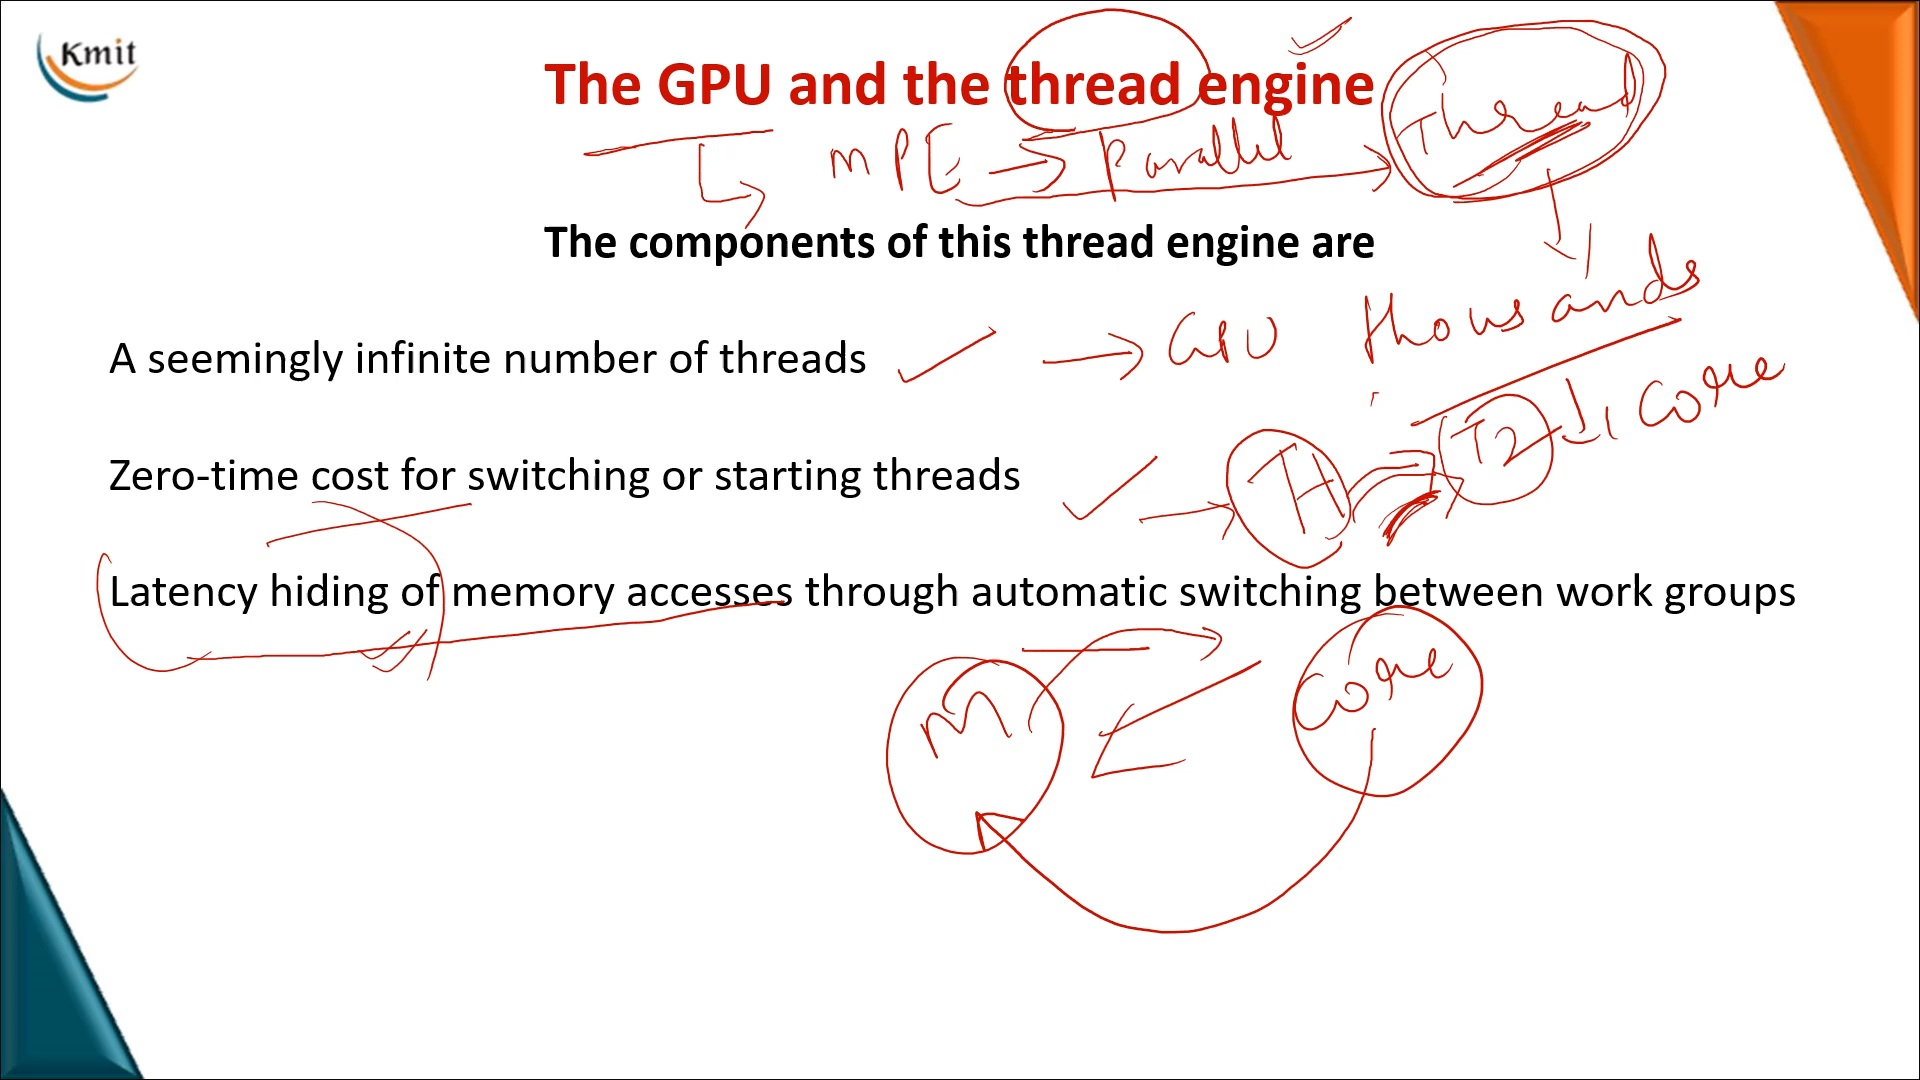 Kmit
The GPU and the thread engine
Thread
MPE → Parallel
The components of this thread engine are
thousands
A seemingly infinite number of threads
→ GPU
1 Core
T2
Zero-time cost for switching or starting threads
Latency hiding of memory accesses through automatic switching between work groups
M
Core